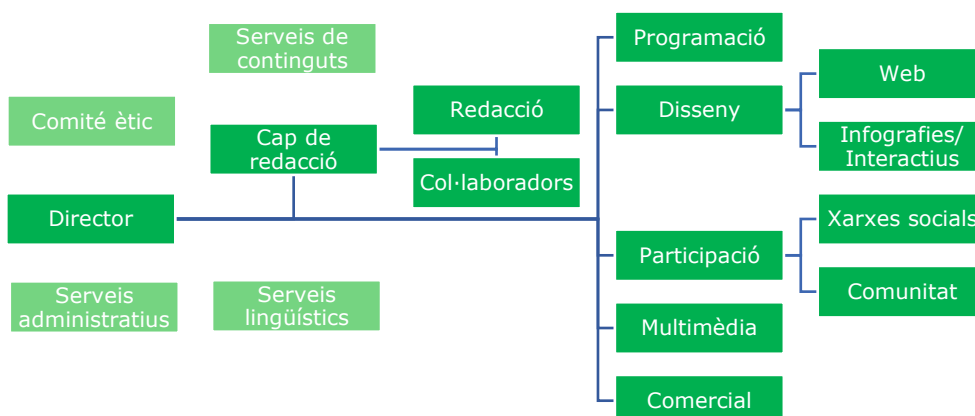 Serveis de
continguts
Comité ètic
Cap de
redacció
Director
Serveis
administratius
Serveis
lingüístics
Redacció
Col·laboradors
Programació
Disseny
Web
Infografies/
Interactius
Participació
Xarxes socials
Comunitat
Multimèdia
Comercial